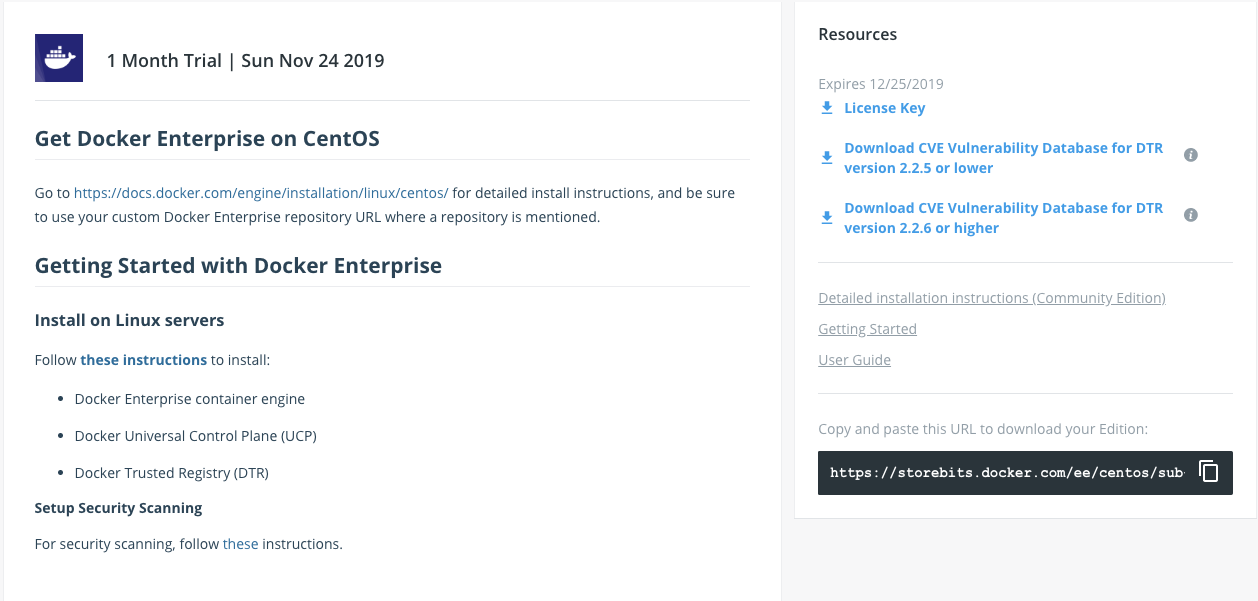 1 Month Trial | Sun Nov 24 2019
Get Docker Enterprise on CentOS
Go to https://docs.docker.com/engine/installation/linux/centos/ for detailed install instructions, and be sure
to use your custom Docker Enterprise repository URL where a repository is mentioned.
Getting Started with Docker Enterprise
Install on Linux servers
Follow these instructions to install:
• Docker Enterprise container engine
• Docker Universal Control Plane (UCP)
• Docker Trusted Registry (DTR)
Setup Security Scanning
For security scanning, follow these instructions.
Resources
Expires 12/25/2019
License Key
Download CVE Vulnerability Database for DTR
version 2.2.5 or lower
Download CVE Vulnerability Database for DTR
version 2.2.6 or higher
Detailed installation instructions (Community Edition)
Getting Started
User Guide
Copy and paste this URL to download your Edition:
https://storebits.docker.com/ee/centos/sub-